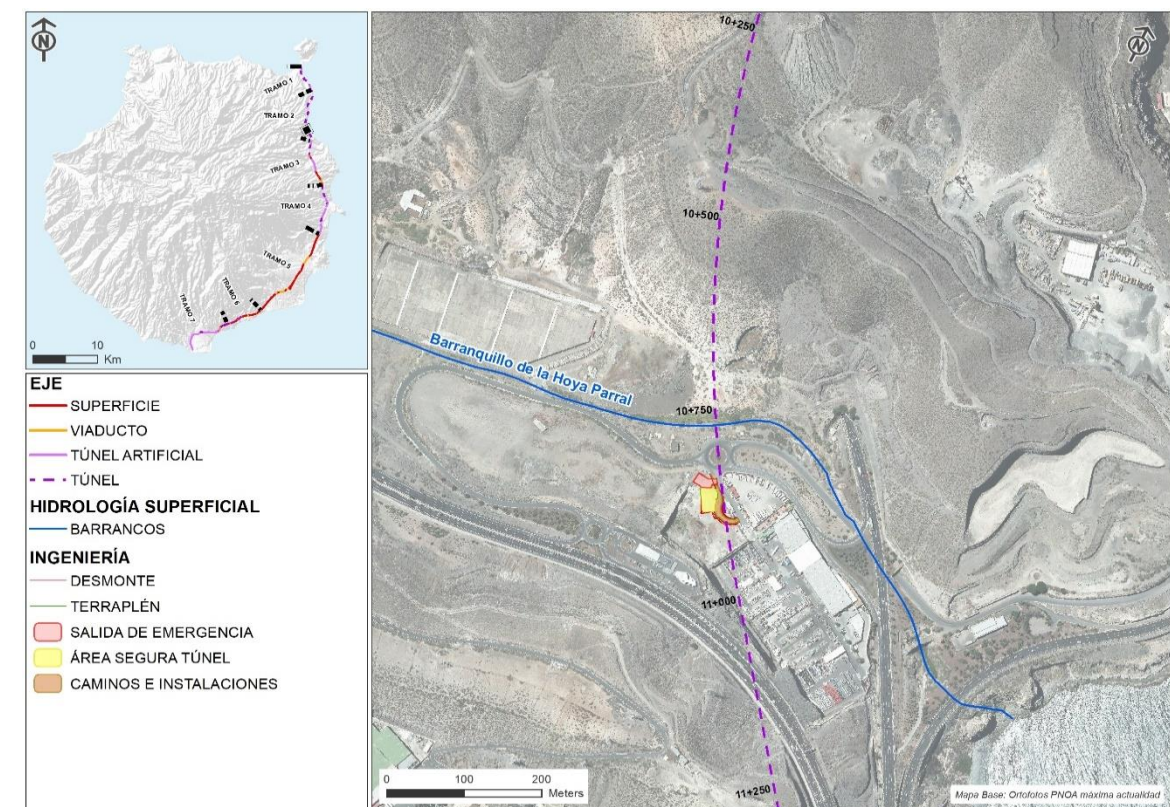 N
TRAMO 1
TRAMO 2
TRAMO 3
TRAMO 4
TRAMO 5
TRAMO 6
TRAMO 7
0 10
Km
EJE
SUPERFICIE
VIADUCTO
TÚNEL ARTIFICIAL
TÚNEL
HIDROLOGÍA SUPERFICIAL
BARRANCOS
INGENIERÍA
DESMONTE
TERRAPLÉN
SALIDA DE EMERGENCIA
ÁREA SEGURA TÚNEL
CAMINOS E INSTALACIONES
10+250
N
10+500
Barranquillo de la Hoya Parral
10+750
11+000
11+250
0 100 200
Meters
Mapa Base: Ortofotos PNOA máxima actualidad